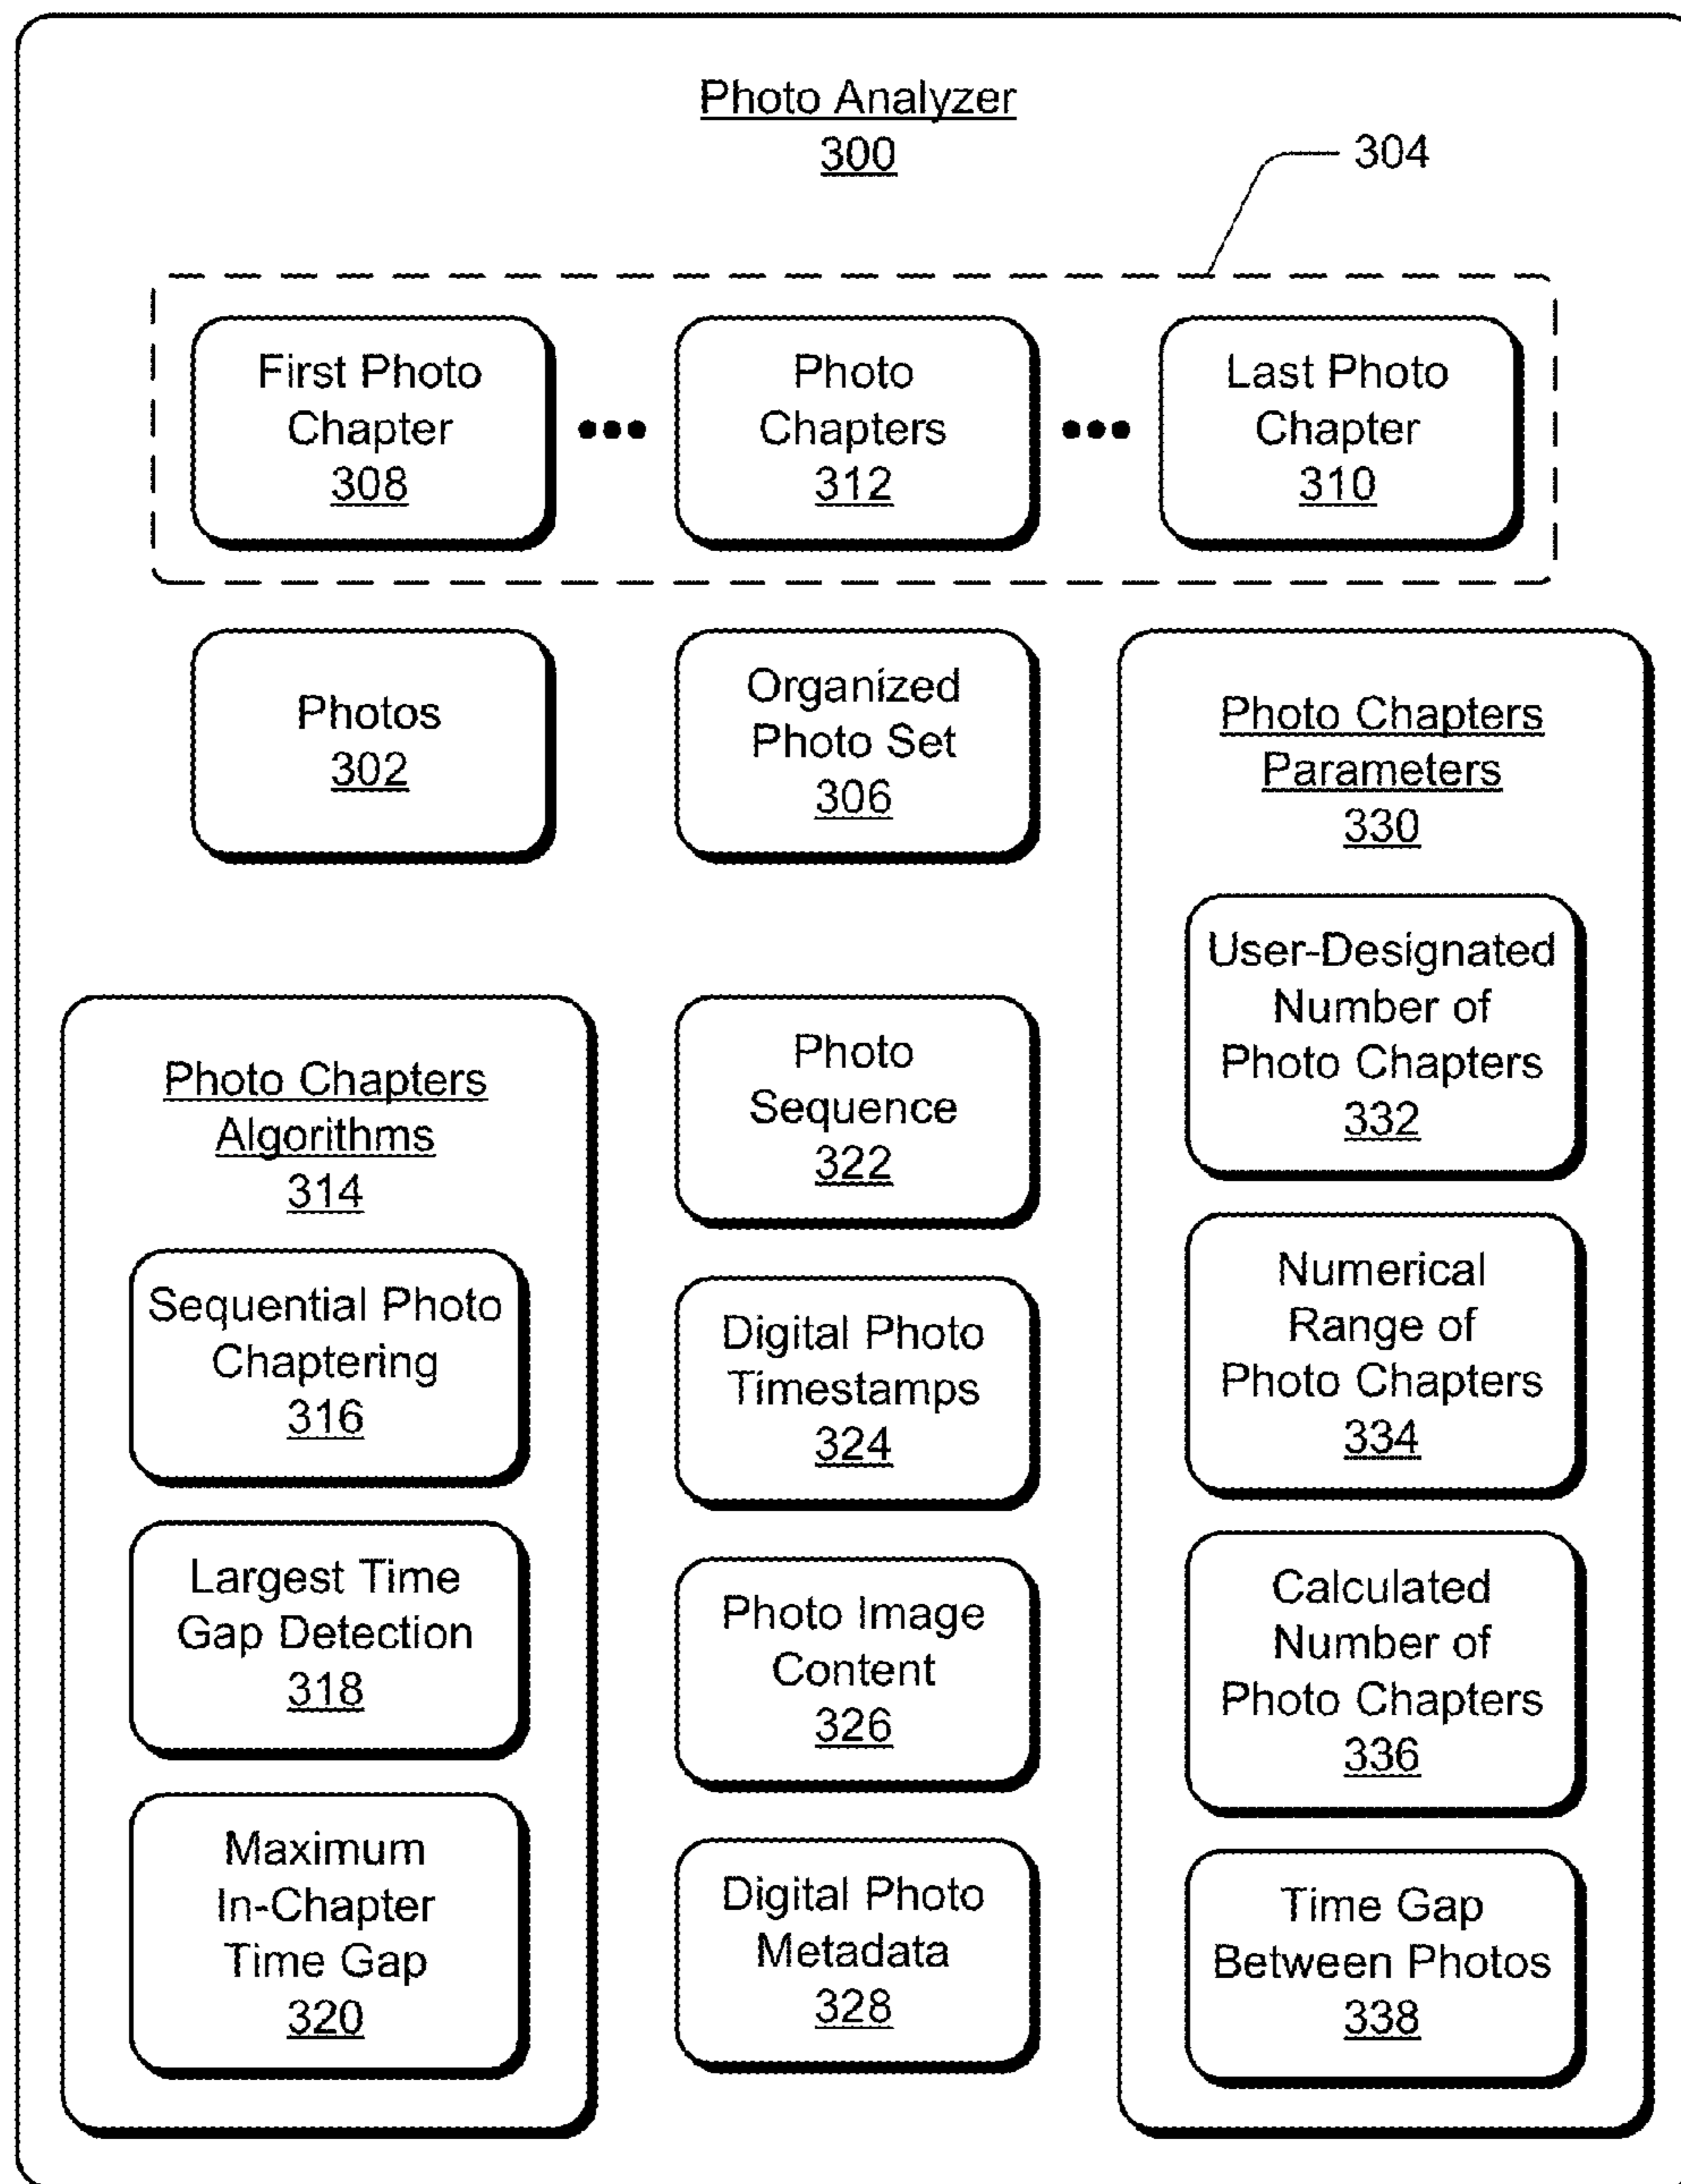 Photo Analyzer
300
304
First Photo
Chapter
308
•••
Photo
Chapters
312
•••
Last Photo
Chapter
310
Photos
302
Organized
Photo Set
306
Photo Chapters
Algorithms
314
Sequential Photo
Chaptering
316
Largest Time
Gap Detection
318
Maximum
In-Chapter
Time Gap
320
Photo
Sequence
322
Digital Photo
Timestamps
324
Photo Image
Content
326
Digital Photo
Metadata
328
Photo Chapters
Parameters
330
User-Designated
Number of
Photo Chapters
332
Numerical
Range of
Photo Chapters
334
Calculated
Number of
Photo Chapters
336
Time Gap
Between Photos
338